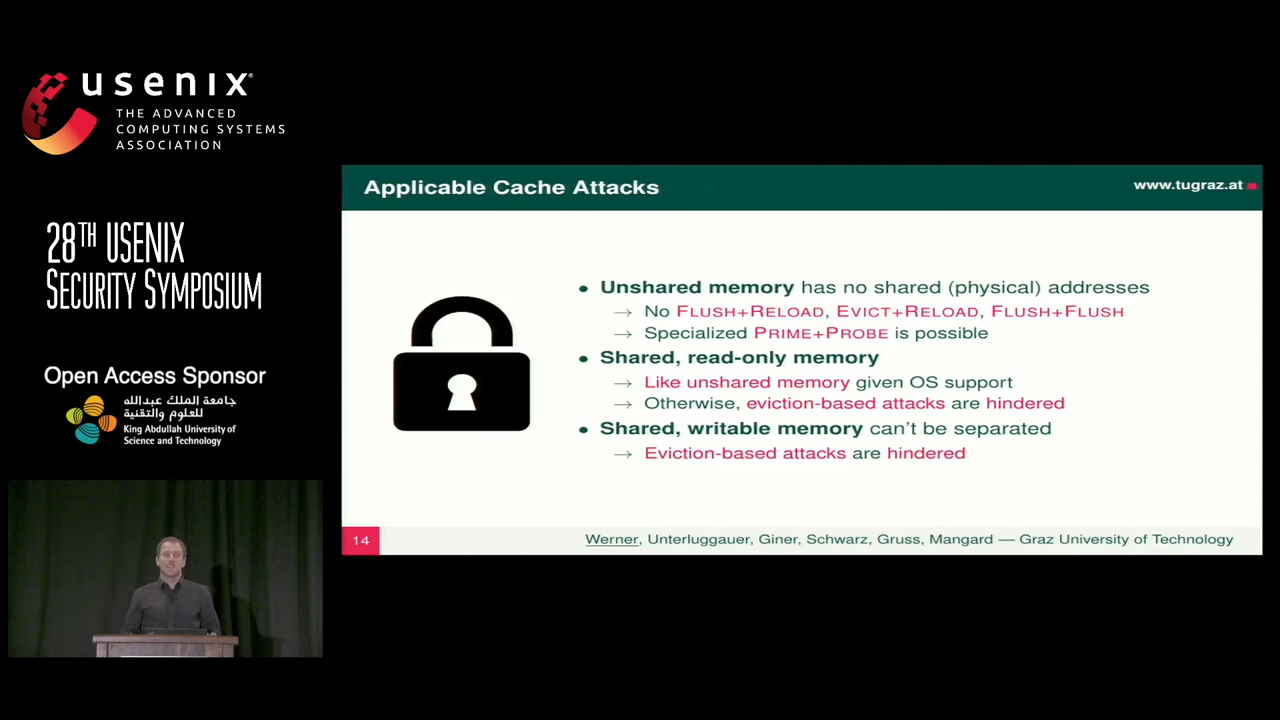 usenix®
THE ADVANCED
COMPUTING SYSTEMS
ASSOCIATION
28TH USENIX
SECURITY SYMPOSIUM
Open Access Sponsor
جامعة الملك عبدالله
للعلوم والتقنية
King Abdullah University of
Science and Technology
Applicable Cache Attacks
www.tugraz.at
• Unshared memory has no shared (physical) addresses
→ No FLUSH+RELOAD, EVICT+RELOAD, FLUSH+FLUSH
→ Specialized PRIME+PROBE is possible
• Shared, read-only memory
→ Like unshared memory given OS support
→ Otherwise, eviction-based attacks are hindered
• Shared, writable memory can't be separated
→ Eviction-based attacks are hindered
14
Werner, Unterluggauer, Giner, Schwarz, Gruss, Mangard — Graz University of Technology